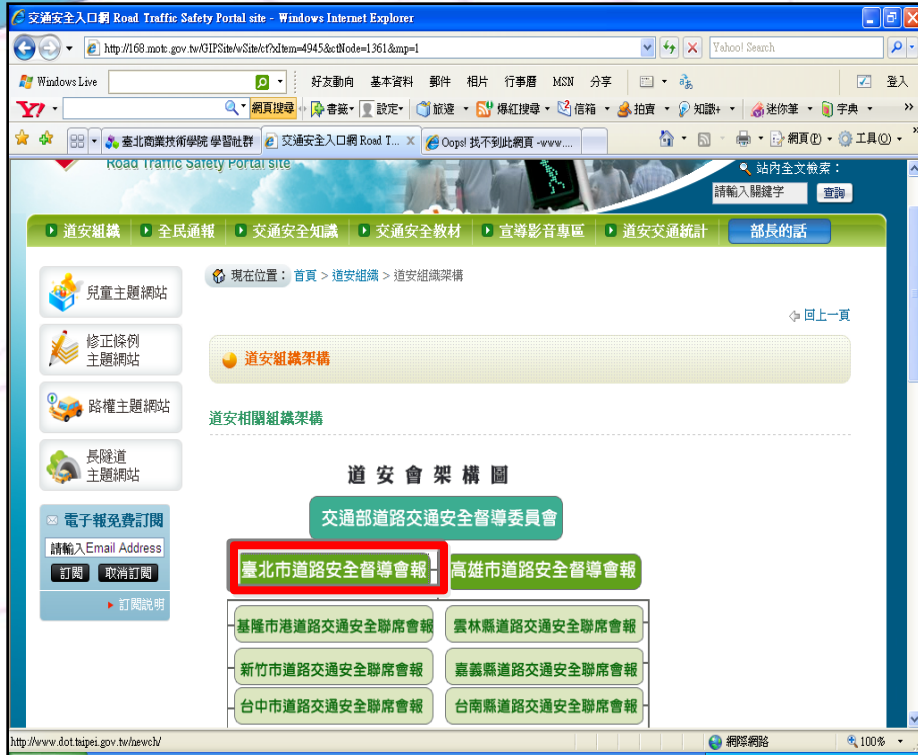 交通安全入口網 Road Traffic Safety Portal site - Windows Internet Explorer
http://168.motc.gov.tw/GIPSite/wSite/ct?xItem=4945&ctNode=1361&mp=1
Yahoo! Search
Windows Live
好友動向 基本資料 郵件 相片 行事曆 MSN 分享 登入
Y7 網頁搜尋 書籤 設定 旅遊 爆紅搜尋 信箱 拍賣 知識+ 迷你筆 字典
臺北商業技術學院 學習社群 交通安全入口網 Road T... X Oops! 找不到此網頁 -www.... 網頁(P) 工具(O)
Road Traffic Safety Portal site
站內全文檢索：
請輸入關鍵字 查詢
道安組織 全民通報 交通安全知識 交通安全教材 宣導影音專區 道安交通統計 部長的話
現在位置： 首頁 > 道安組織 > 道安組織架構
兒童主題網站
回上一頁
修正條例
主題網站
道安組織架構
路權主題網站
道安相關組織架構
長隧道
主題網站
道安會架構圖
電子報免費訂閱
請輸入Email Address
訂閱 取消訂閱
訂閱說明
交通部道路交通安全督導委員會
臺北市道路安全督導會報 高雄市道路安全督導會報
基隆市港道路交通安全聯席會報 雲林縣道路交通安全聯席會報
新竹市道路交通安全聯席會報 嘉義縣道路交通安全聯席會報
台中市道路交通安全聯席會報 台南縣道路交通安全聯席會報
http://www.dot.taipei.gov.tw/newch/ 網際網路 100%